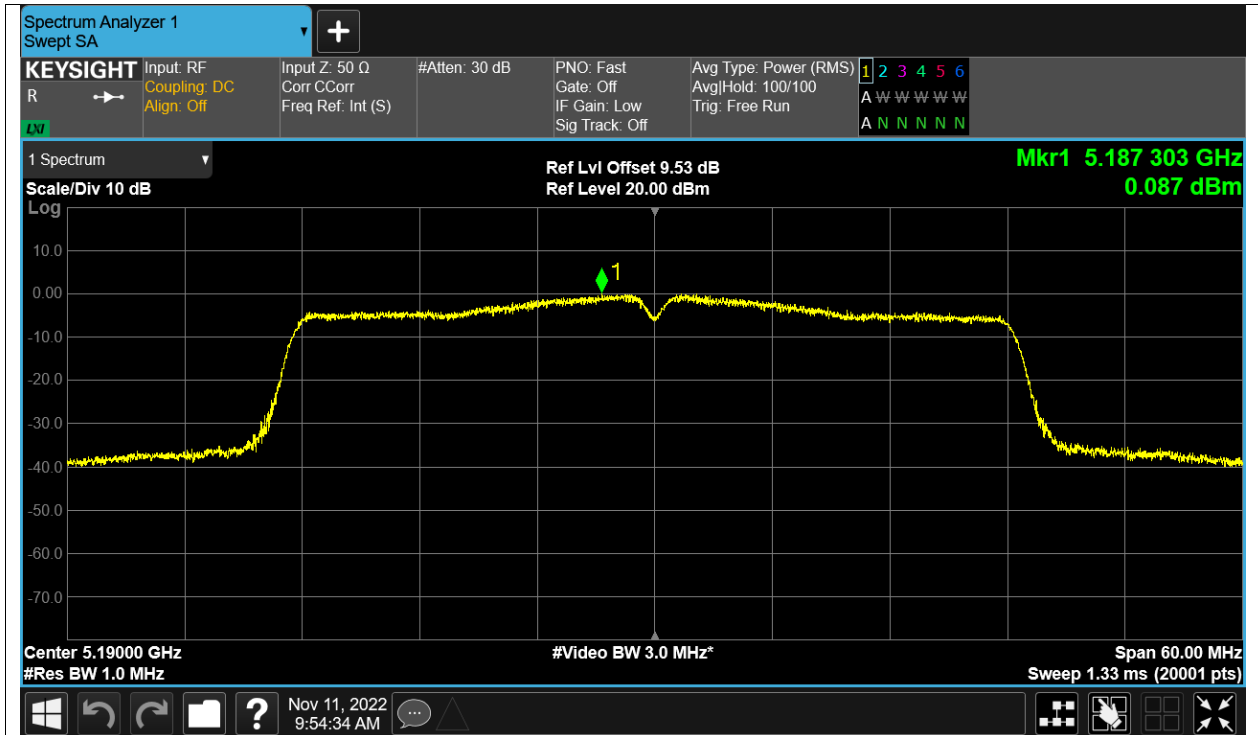 Spectrum Analyzer 1
Swept SA
+
KEYSIGHT
R
LXI
Input: RF
Coupling: DC
Align: Off
Input Z: 50 Ω
Corr CCorr
Freq Ref: Int (S)
#Atten: 30 dB
PNO: Fast
Gate: Off
IF Gain: Low
Sig Track: Off
Avg Type: Power (RMS)
Avg|Hold: 100/100
Trig: Free Run
1 2 3 4 5 6
A W W W W W
A N N N N N
1 Spectrum
Scale/Div 10 dB
Log
Ref Lvl Offset 9.53 dB
Ref Level 20.00 dBm
Mkr1 5.187 303 GHz
0.087 dBm
10.0
1
0.00
-10.0
-20.0
-30.0
-40.0
-50.0
-60.0
-70.0
Center 5.19000 GHz
#Res BW 1.0 MHz
#Video BW 3.0 MHz*
Span 60.00 MHz
Sweep 1.33 ms (20001 pts)
?
Nov 11, 2022
9:54:34 AM